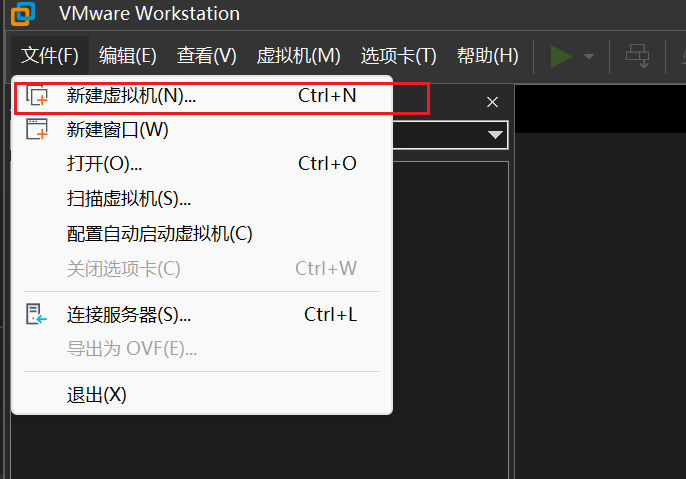 VMware Workstation
文件(F) 编辑(E) 查看(V) 虚拟机(M) 选项卡(T) 帮助(H)
新建虚拟机(N)... Ctrl+N
新建窗口(W)
打开(O)... Ctrl+O
扫描虚拟机(S)...
配置自动启动虚拟机(C)
关闭选项卡(C) Ctrl+W
连接服务器(S)... Ctrl+L
导出为 OVF(E)...
退出(X)